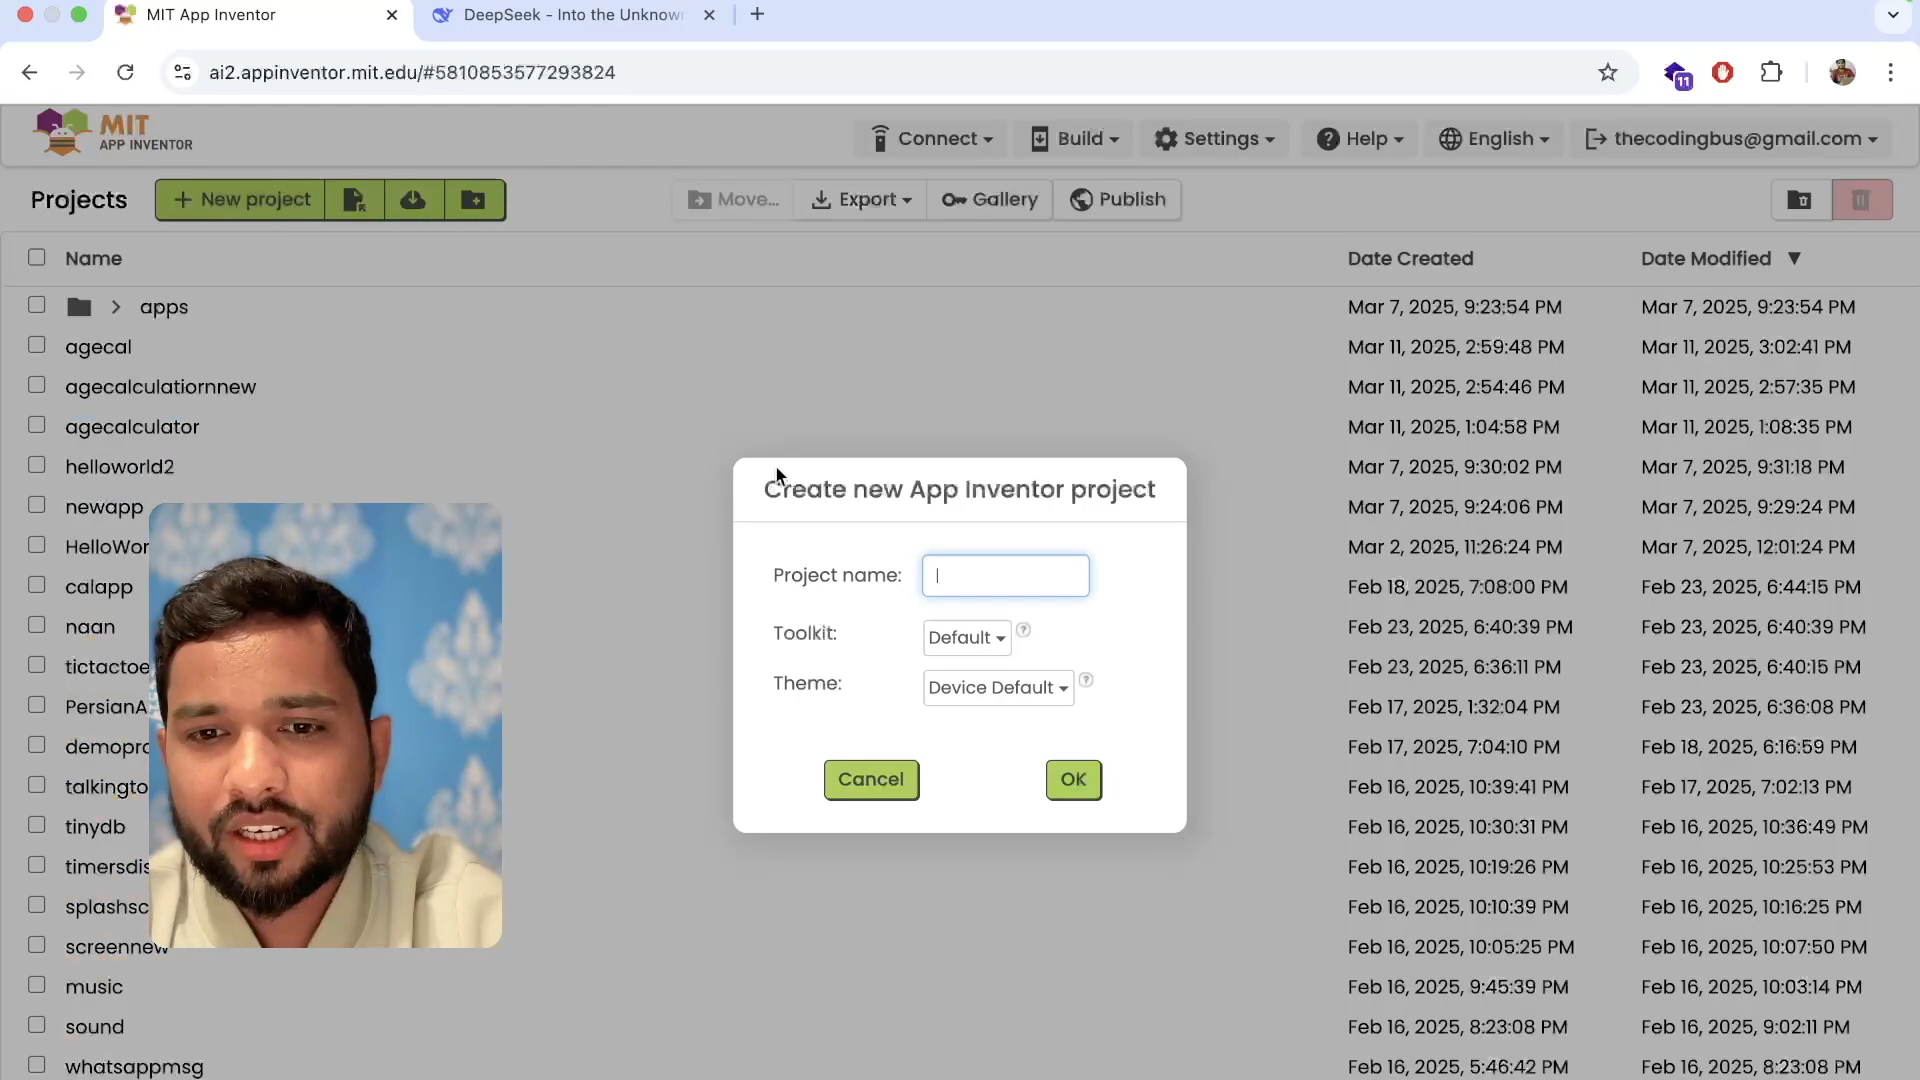 MIT App Inventor
DeepSeek - Into the Unknow
ai2.appinventor.mit.edu/#5810853577293824
11
MIT
APP INVENTOR
Connect
Build
Settings
Help
English
thecodingbus@gmail.com
Projects
+ New project
Move...
Export
Gallery
Publish
Name
Date Created
Date Modified ▼
apps Mar 7, 2025, 9:23:54 PM Mar 7, 2025, 9:23:54 PM
agecal Mar 11, 2025, 2:59:48 PM Mar 11, 2025, 3:02:41 PM
agecalculatiornnew Mar 11, 2025, 2:54:46 PM Mar 11, 2025, 2:57:35 PM
agecalculator Mar 11, 2025, 1:04:58 PM Mar 11, 2025, 1:08:35 PM
helloworld2 Mar 7, 2025, 9:30:02 PM Mar 7, 2025, 9:31:18 PM
newapp Mar 7, 2025, 9:24:06 PM Mar 7, 2025, 9:29:24 PM
HelloWor Mar 2, 2025, 11:26:24 PM Mar 7, 2025, 12:01:24 PM
calapp Feb 18, 2025, 7:08:00 PM Feb 23, 2025, 6:44:15 PM
naan Feb 23, 2025, 6:40:39 PM Feb 23, 2025, 6:40:39 PM
tictactoe Feb 23, 2025, 6:36:11 PM Feb 23, 2025, 6:40:15 PM
PersianA Feb 17, 2025, 1:32:04 PM Feb 23, 2025, 6:36:08 PM
demopro Feb 17, 2025, 7:04:10 PM Feb 18, 2025, 6:16:59 PM
talkingto Feb 16, 2025, 10:39:41 PM Feb 17, 2025, 7:02:13 PM
tinydb Feb 16, 2025, 10:30:31 PM Feb 16, 2025, 10:36:49 PM
timersdis Feb 16, 2025, 10:19:26 PM Feb 16, 2025, 10:25:53 PM
splashsc Feb 16, 2025, 10:10:39 PM Feb 16, 2025, 10:16:25 PM
screennew Feb 16, 2025, 10:05:25 PM Feb 16, 2025, 10:07:50 PM
music Feb 16, 2025, 9:45:39 PM Feb 16, 2025, 10:03:14 PM
sound Feb 16, 2025, 8:23:08 PM Feb 16, 2025, 9:02:11 PM
whatsappmsg Feb 16, 2025, 5:46:42 PM Feb 16, 2025, 8:23:08 PM
Create new App Inventor project
Project name:
Toolkit: Default ?
Theme: Device Default ?
Cancel
OK